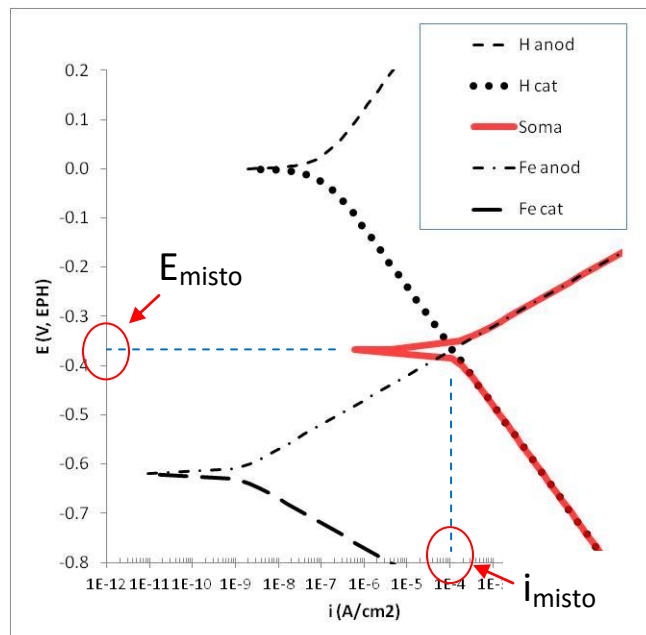 H anod
H cat
Soma
Fe anod
Fe cat
0.2
0.1
0.0
-0.1
-0.2
-0.3
-0.4
-0.5
-0.6
-0.7
-0.8
E (V, EPH)
E misto
1E-12 1E-11 1E-10 1E-9 1E-8 1E-7 1E-6 1E-5 1E-4
i (A/cm2)
i misto